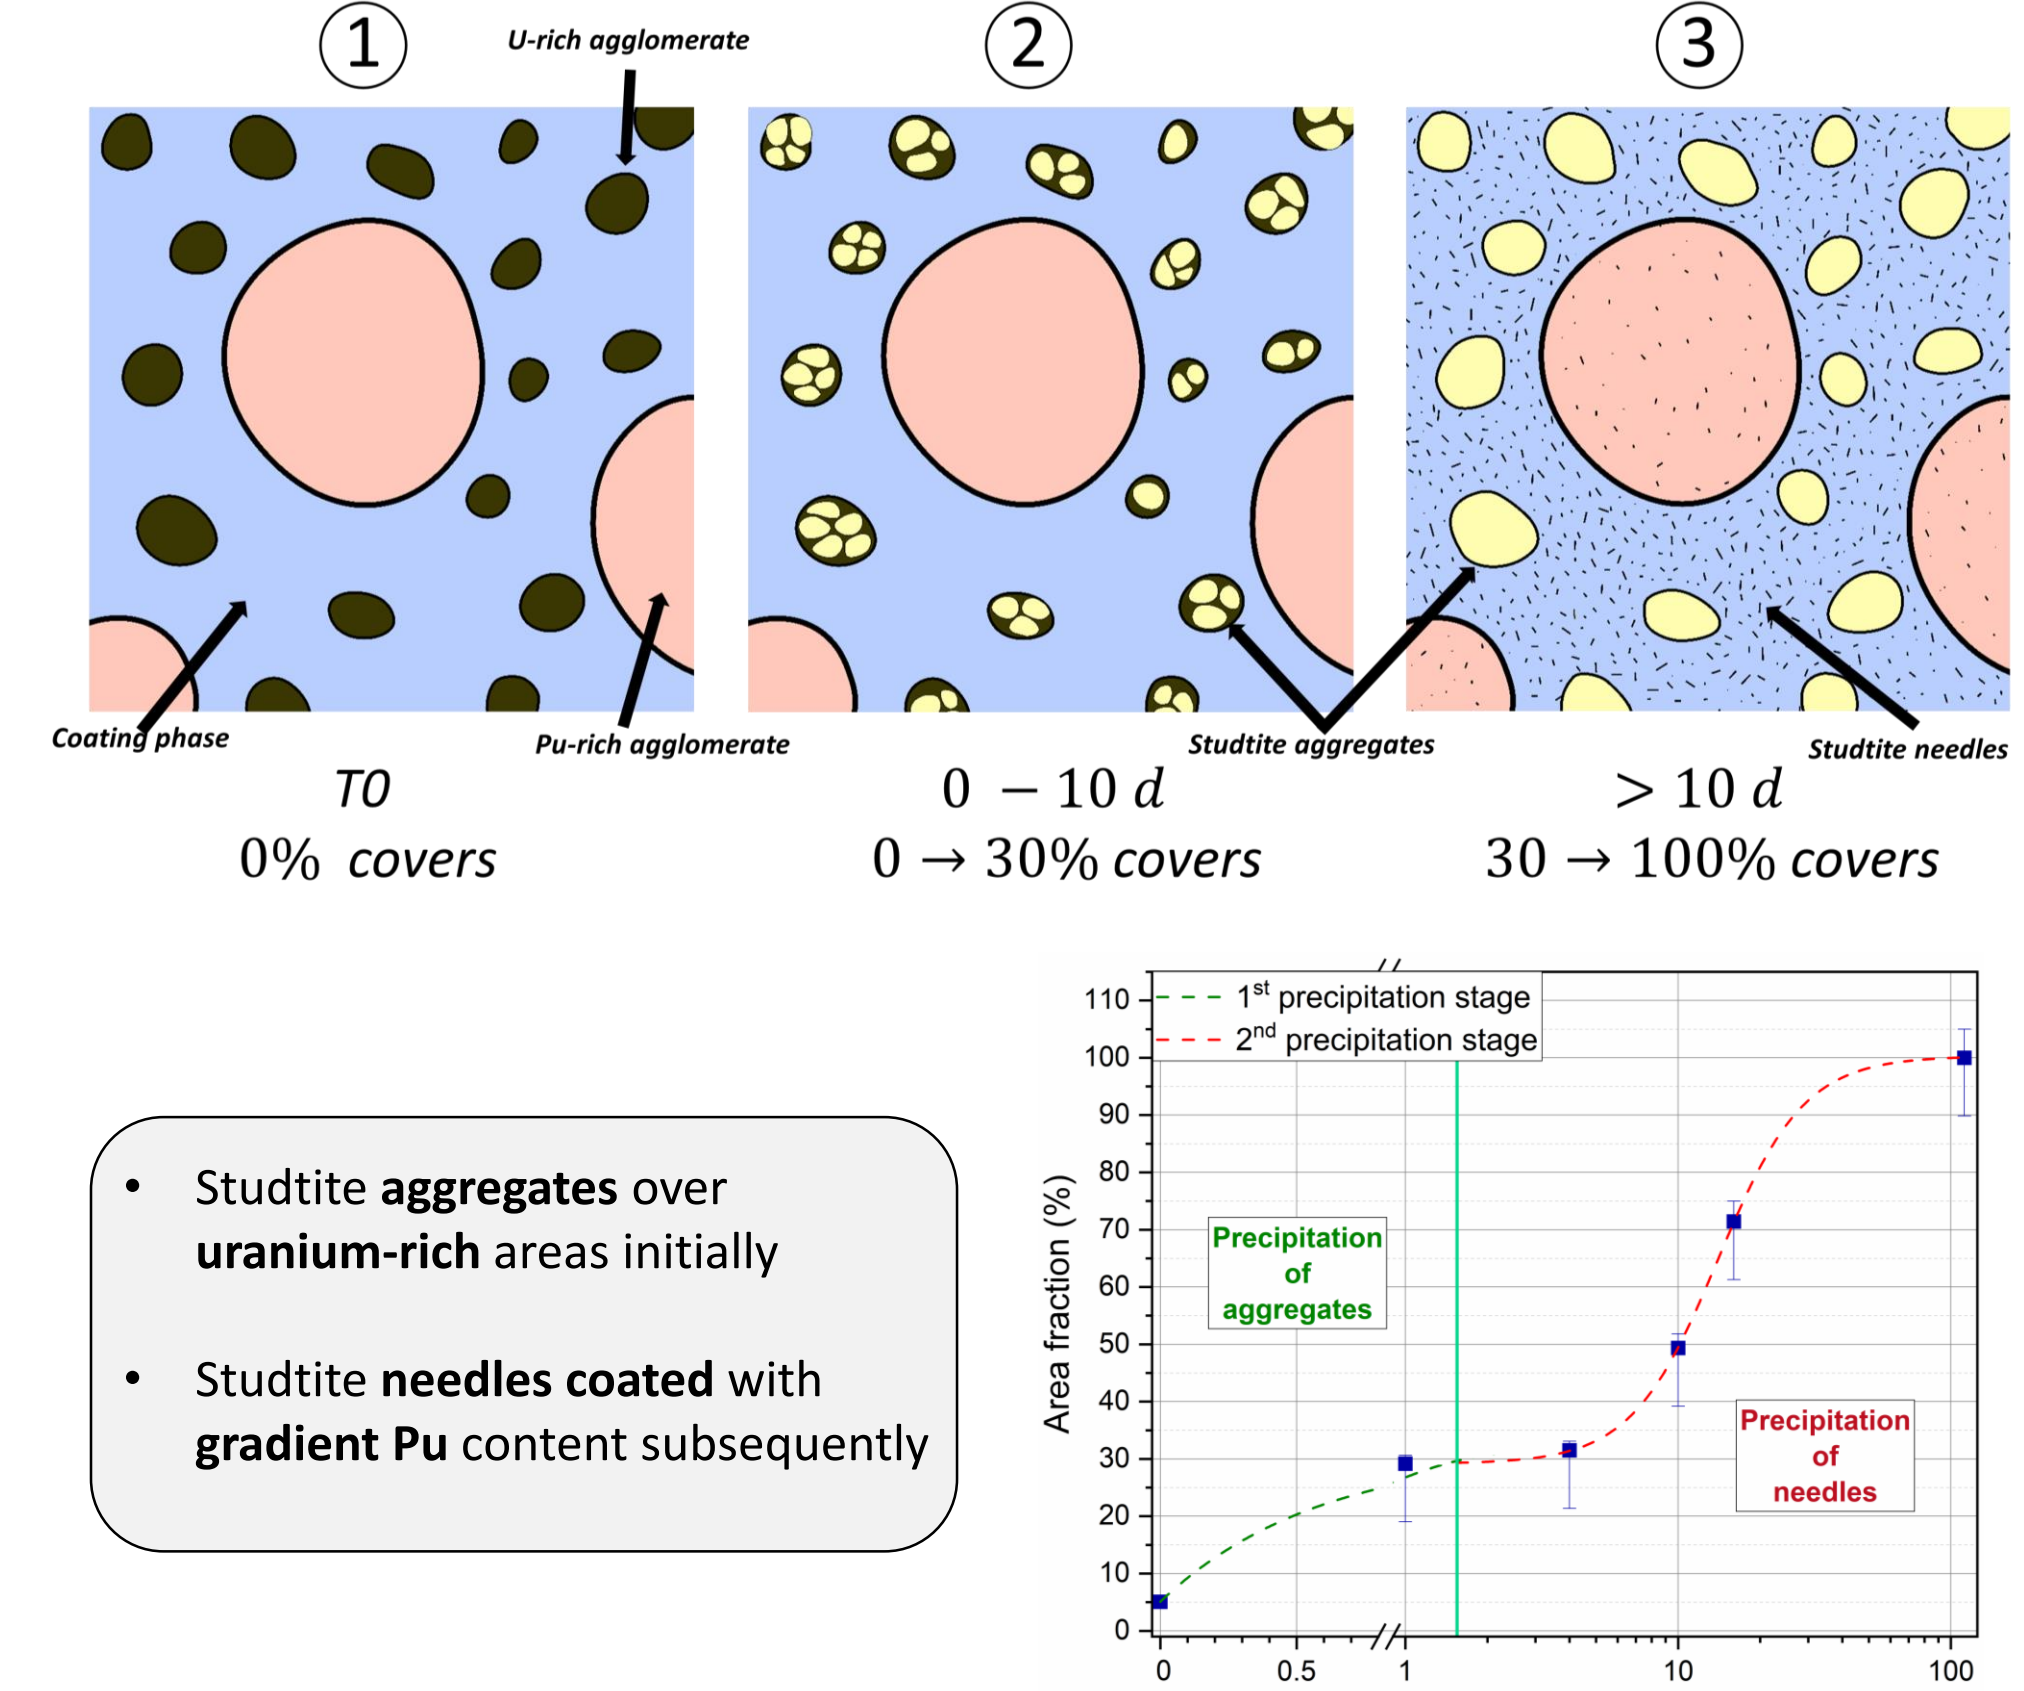 1
2
3
U-rich agglomerate
Coating phase
Pu-rich agglomerate
Studtite aggregates
Studtite needles
T0
0% covers
0 – 10 d
0 → 30% covers
> 10 d
30 → 100% covers
• Studtite aggregates over
uranium-rich areas initially
• Studtite needles coated with
gradient Pu content subsequently
1st precipitation stage
2nd precipitation stage
Precipitation
of
aggregates
Precipitation
of
needles
Area fraction (%)
110
100
90
80
70
60
50
40
30
20
10
0
0 0.5 1 10 100